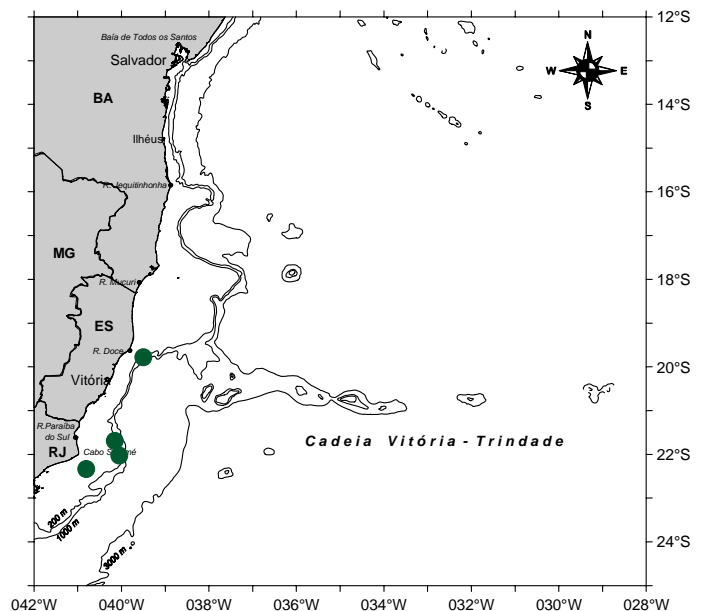 12°S
Baía de Todos os Santos
N
Salvador
W
E
BA
S
14°S
Ilhéus
R. Jequitinhonha
16°S
MG
18°S
R. Mucuri
ES
R. Doce
20°S
Vitória
R.Paraíba
do Sul
Cadeia Vitória - Trindade
RJ
Cabo
22°S
200 m
1000 m
3000 m
24°S
042°W
040°W
038°W
036°W
034°W
032°W
030°W
028°W